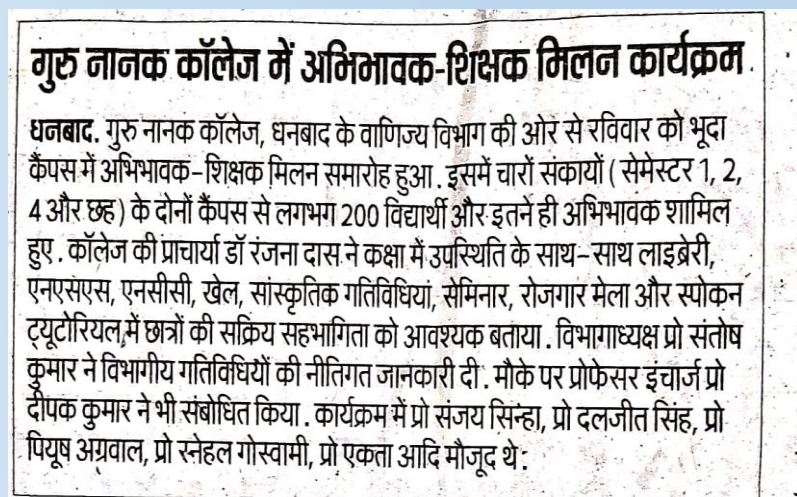 गुरु नानक कॉलेज में अभिभावक-शिक्षक मिलन कार्यक्रम
धनबाद. गुरु नानक कॉलेज, धनबाद के वाणिज्य विभाग की ओर से रविवार को भूदा
कैंपस में अभिभावक-शिक्षक मिलन समारोह हुआ. इसमें चारों संकायों ( सेमेस्टर 1, 2,
4 और छह) के दोनों कैंपस से लगभग 200 विद्यार्थी और इतने ही अभिभावक शामिल
हुए. कॉलेज की प्राचार्या डॉ रंजना दास ने कक्षा में उपस्थिति के साथ-साथ लाइब्रेरी,
एनएसएस, एनसीसी, खेल, सांस्कृतिक गतिविधियां, सेमिनार, रोजगार मेला और स्पोकन
ट्यूटोरियल में छात्रों की सक्रिय सहभागिता को आवश्यक बताया. विभागाध्यक्ष प्रो संतोष
कुमार ने विभागीय गतिविधियों की नीतिगत जानकारी दी. मौके पर प्रोफेसर इंचार्ज प्रो
दीपक कुमार ने भी संबोधित किया. कार्यक्रम में प्रो संजय सिन्हा, प्रो दलजीत सिंह, प्रो
पियूष अग्रवाल, प्रो स्नेहल गोस्वामी, प्रो एकता आदि मौजूद थे.